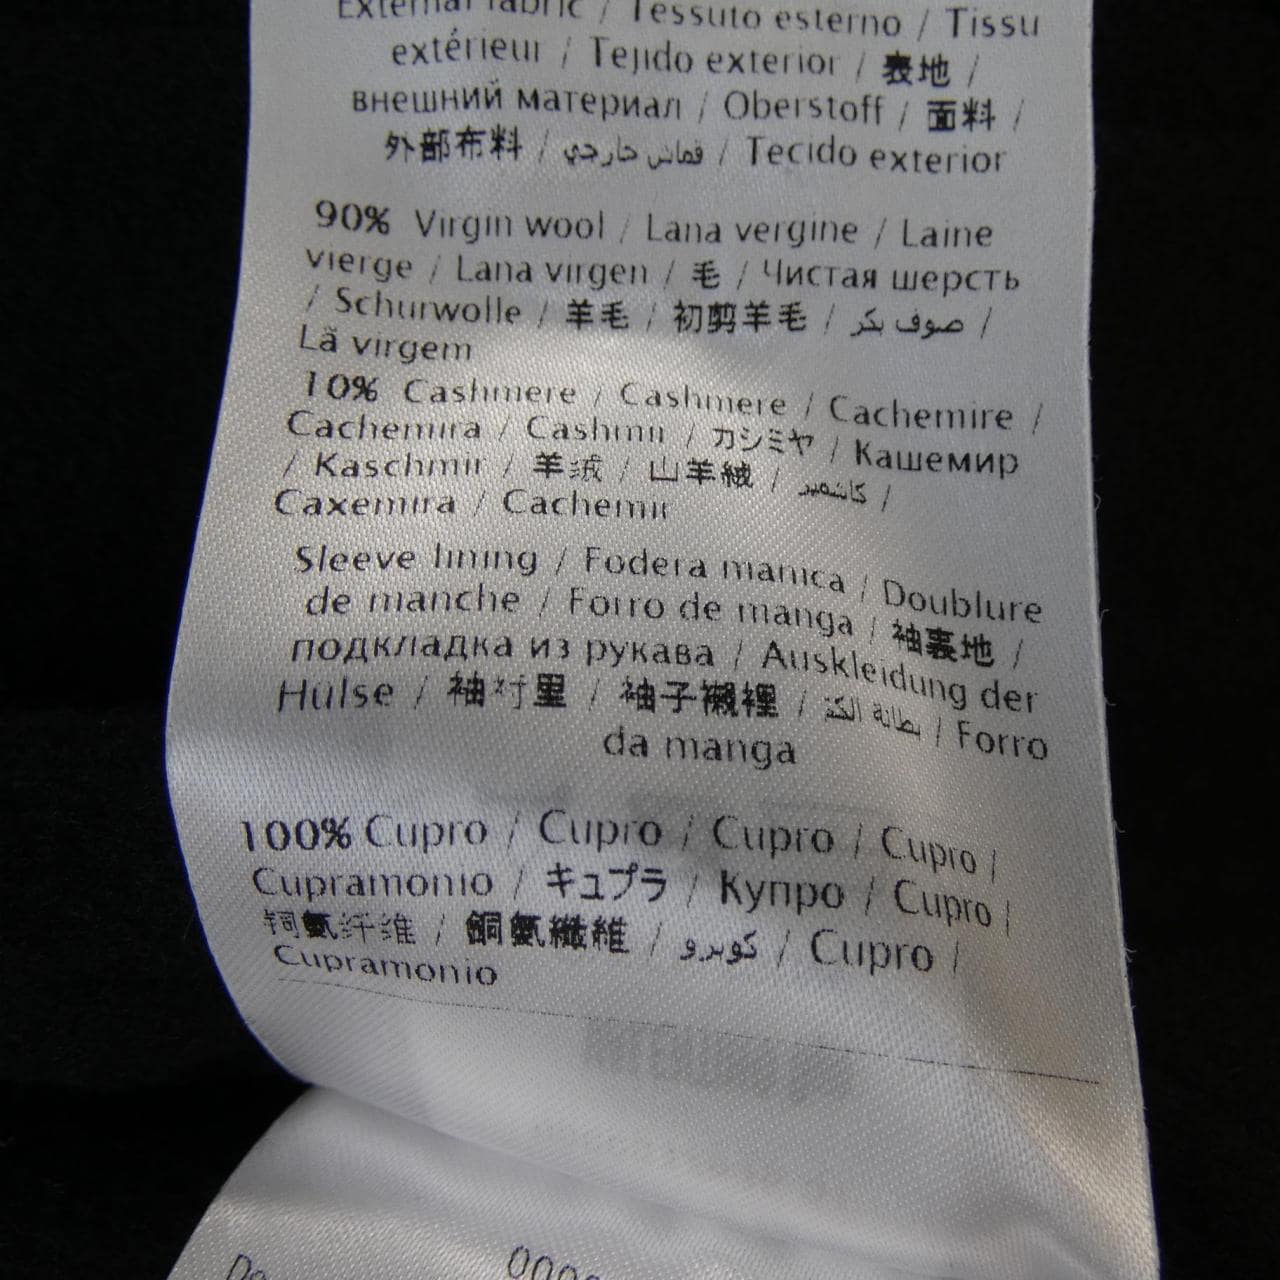 External fabric / Tessuto esterno / Tissu
extérieur / Tejido exterior / 表地 /
внешний материал / Oberstoff / 面料 /
外部布料 / قماش خارجي / Tecido exterior
90% Virgin wool / Lana vergine / Laine
vierge / Lana virgen / 毛 / Чистая шерсть
/ Schurwolle / 羊毛 / 初剪羊毛 / صوف بكر /
Lã virgem
10% Cashmere / Cashmere / Cachemire /
Cachemira / Cashmir / カシミヤ / Кашемир
/ Kaschmir / 羊绒 / 山羊絨 / كاشمير /
Caxemira / Cachemir
Sleeve lining / Fodera manica / Doublure
de manche / Forro de manga / 袖裏地 /
подкладка из рукава / Auskleidung der
Hülse / 袖衬里 / 袖子襯裡 / بطانة الكم / Forro
da manga
100% Cupro / Cupro / Cupro / Cupro /
Cupramonio / キュプラ / Купро / Cupro /
铜氨纤维 / 銅氨纖維 / كوبرو / Cupro /
Cupramonio